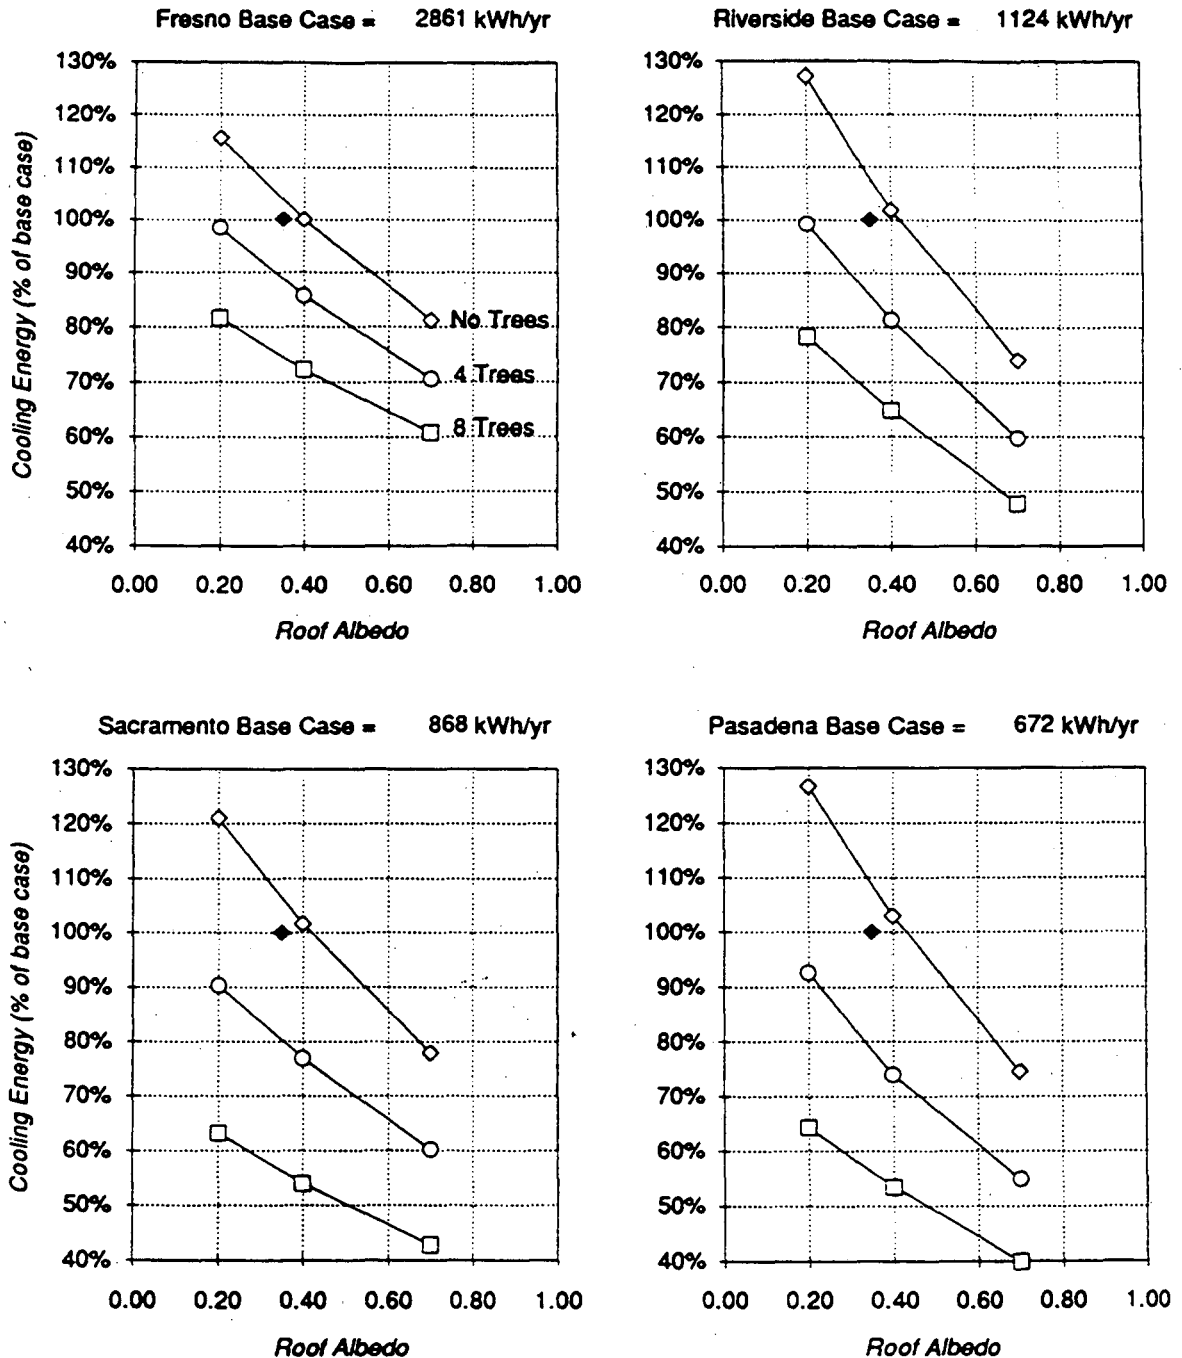 Fresno Base Case = 2861 kWh/yr
130%
120%
110%
100%
90%
80%
70%
60%
50%
40%
Cooling Energy (% of base case)
No Trees
4 Trees
8 Trees
0.00 0.20 0.40 0.60 0.80 1.00
Roof Albedo
Riverside Base Case = 1124 kWh/yr
130%
120%
110%
100%
90%
80%
70%
60%
50%
40%
0.00 0.20 0.40 0.60 0.80 1.00
Roof Albedo
Sacramento Base Case = 868 kWh/yr
130%
120%
110%
100%
90%
80%
70%
60%
50%
40%
Cooling Energy (% of base case)
0.00 0.20 0.40 0.60 0.80 1.00
Roof Albedo
Pasadena Base Case = 672 kWh/yr
130%
120%
110%
100%
90%
80%
70%
60%
50%
40%
0.00 0.20 0.40 0.60 0.80 1.00
Roof Albedo